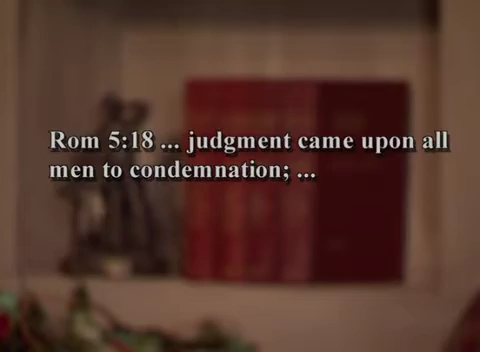 Rom 5:18 ... judgment came upon all
men to condemnation; ...